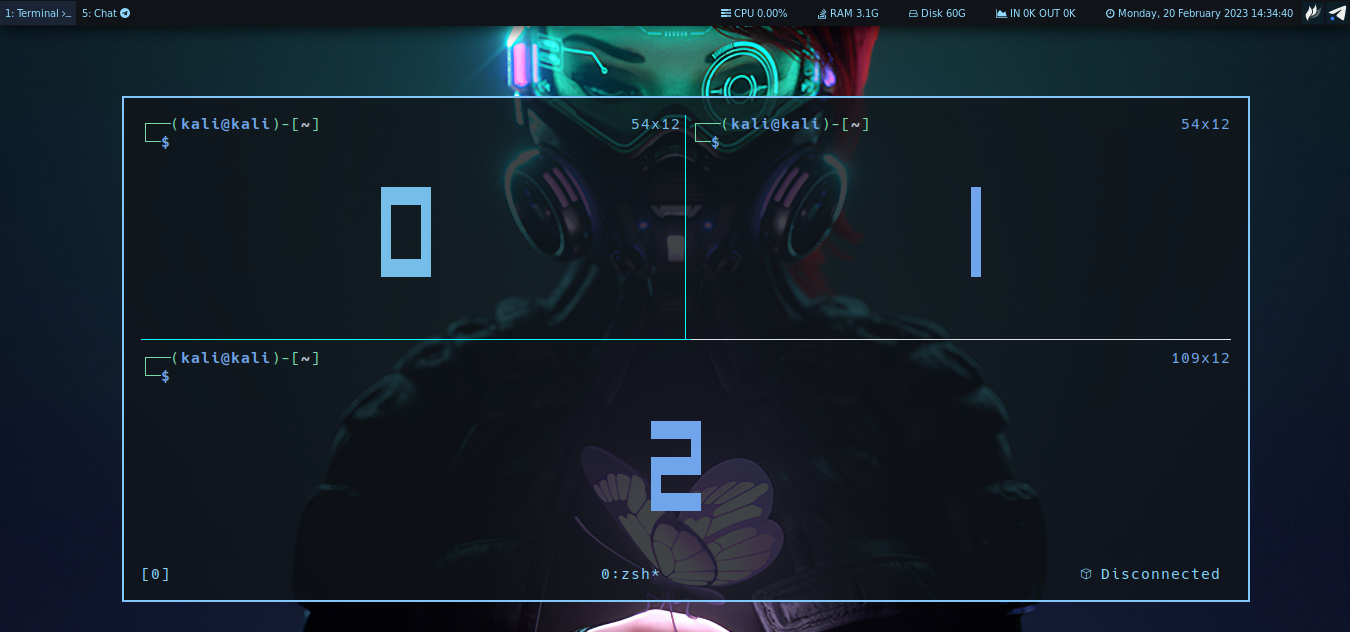 1: Terminal 5: Chat CPU 0.00% RAM 3.1G Disk 60G IN 0K OUT 0K Monday, 20 February 2023 14:34:40
┌──(kali@kali)-[~] 54x12
└─$
0
┌──(kali@kali)-[~] 54x12
└─$
1
┌──(kali@kali)-[~] 109x12
└─$
2
[0] 0:zsh* Disconnected